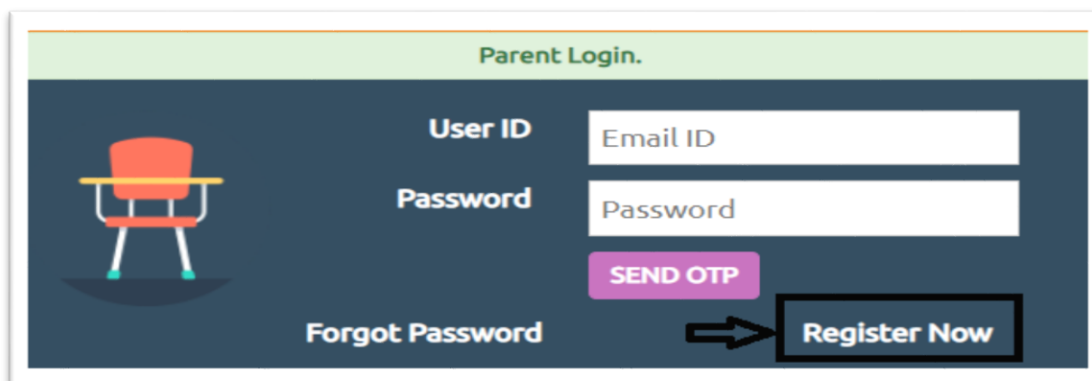 Parent Login.
User ID
Email ID
Password
Password
SEND OTP
Forgot Password
Register Now